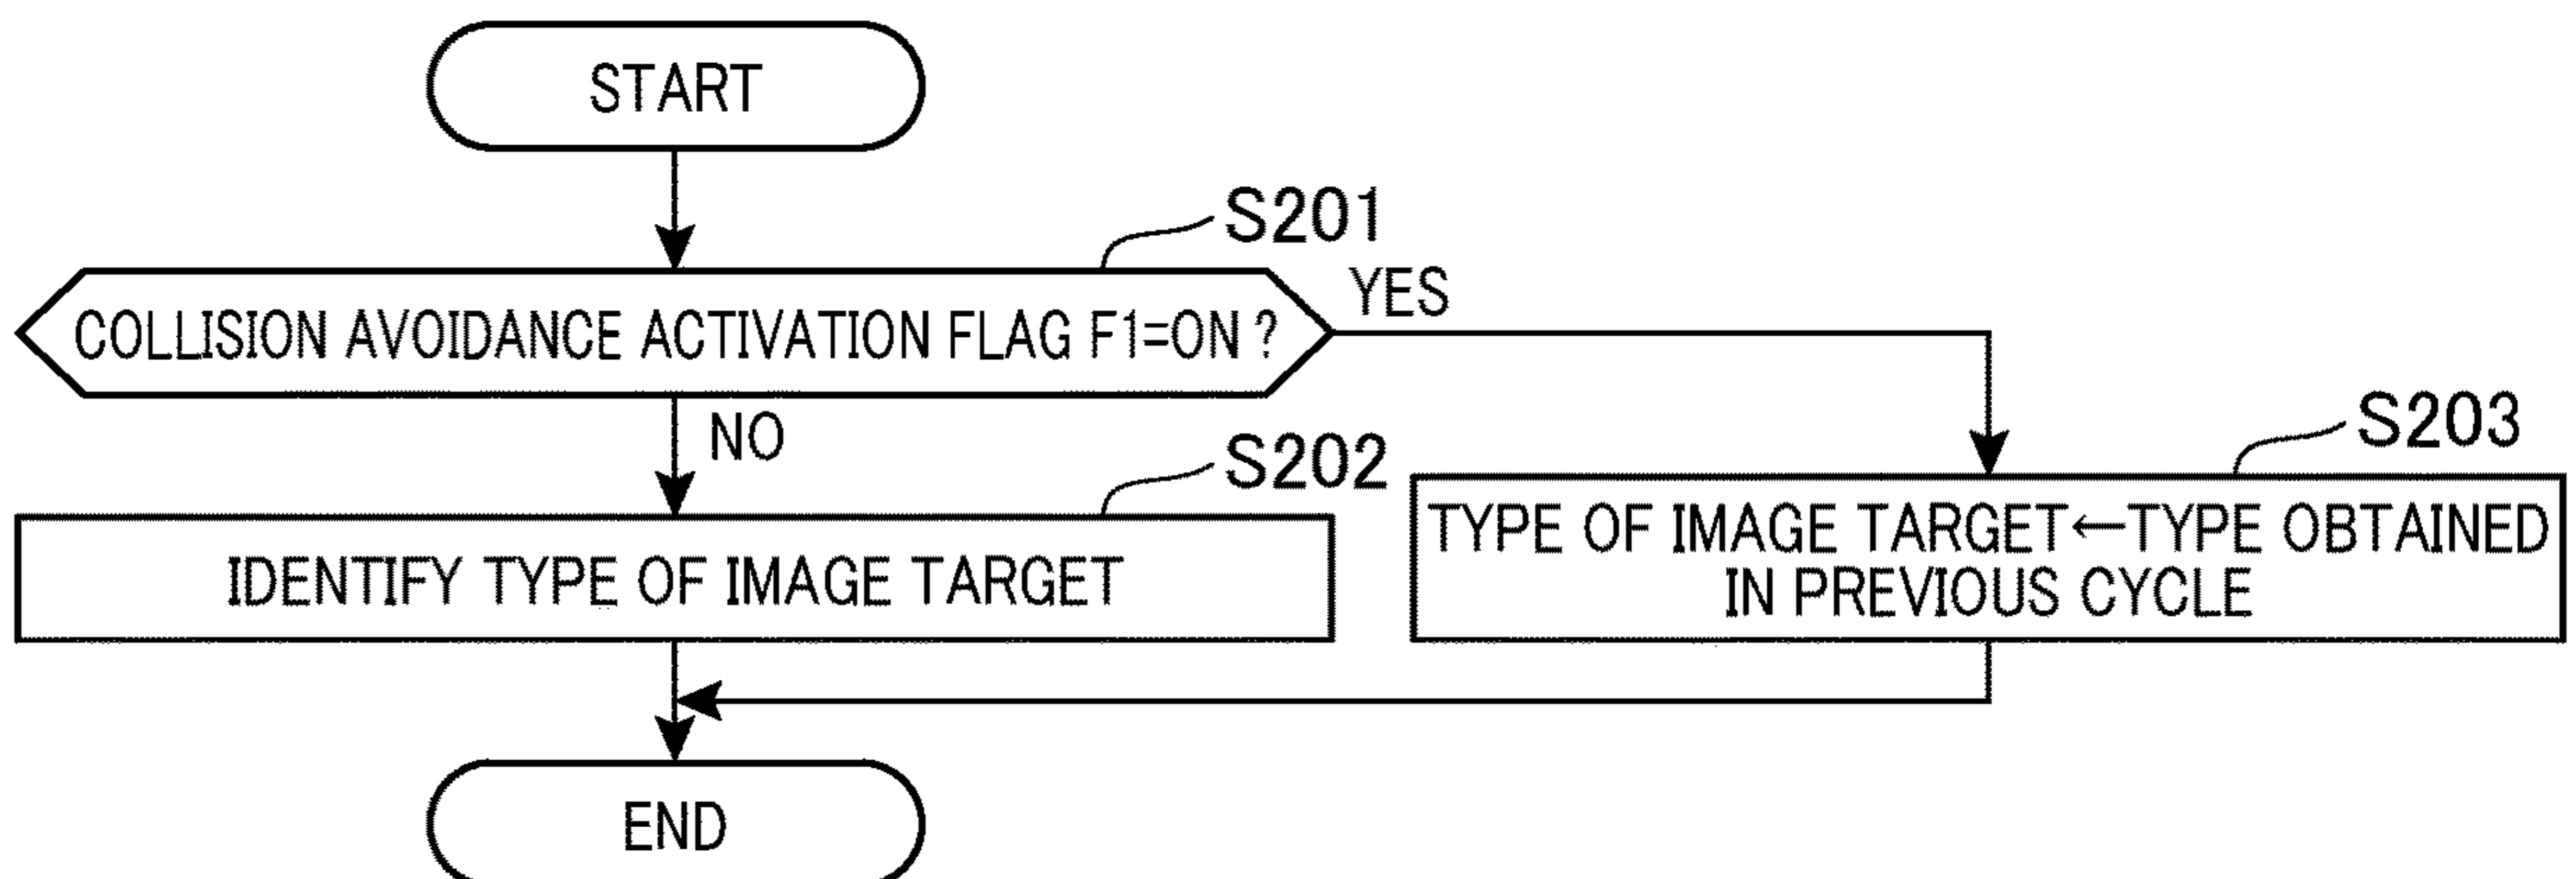 START
S201
COLLISION AVOIDANCE ACTIVATION FLAG F1=ON ?
YES
NO
S202
IDENTIFY TYPE OF IMAGE TARGET
S203
TYPE OF IMAGE TARGET←TYPE OBTAINED
IN PREVIOUS CYCLE
END